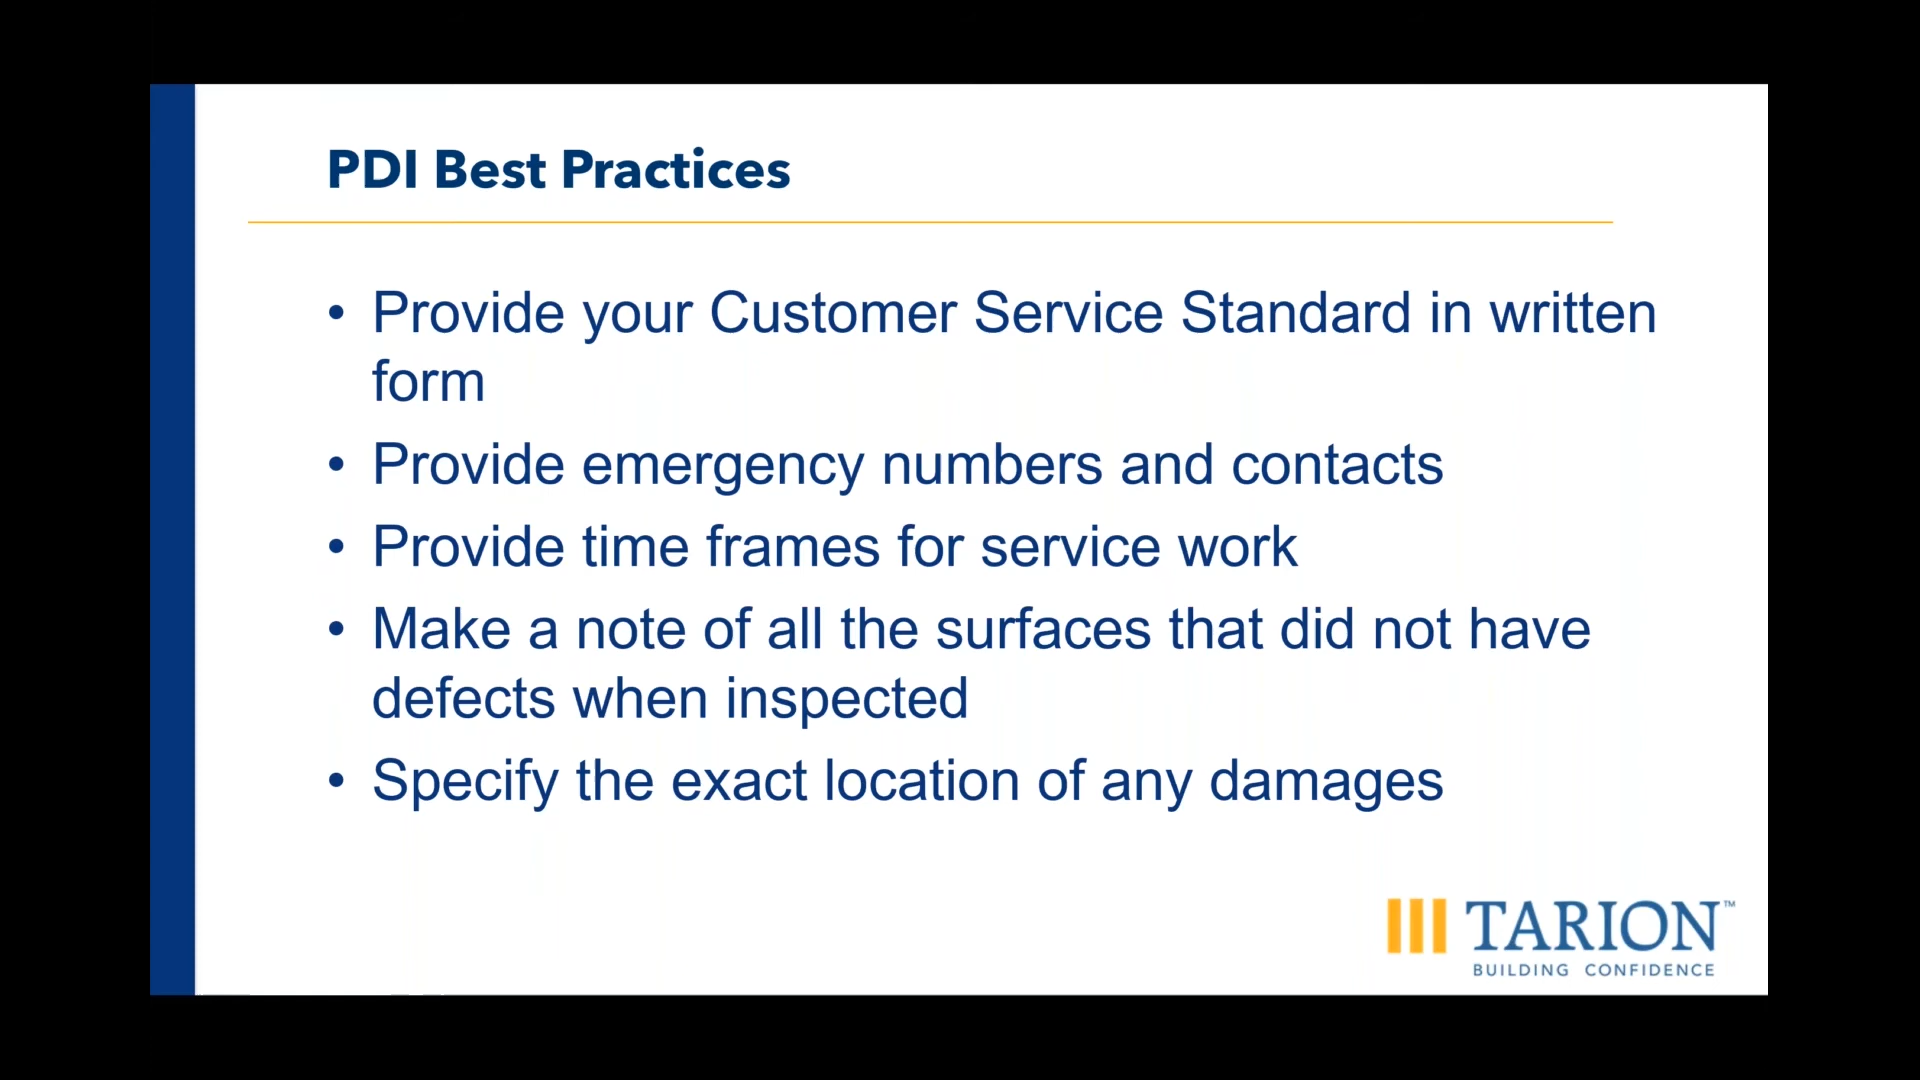 PDI Best Practices
• Provide your Customer Service Standard in written
form
• Provide emergency numbers and contacts
• Provide time frames for service work
• Make a note of all the surfaces that did not have
defects when inspected
• Specify the exact location of any damages
TARION™
BUILDING CONFIDENCE